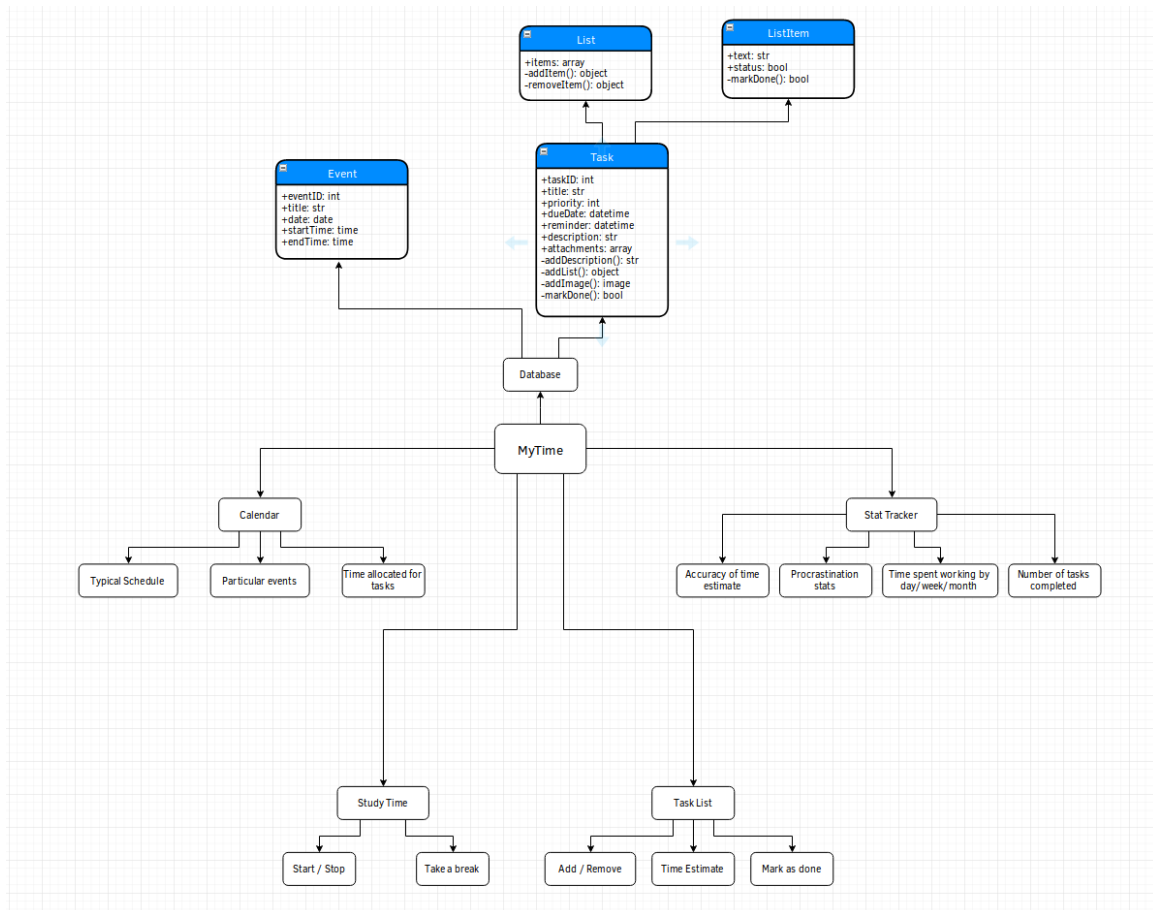 List
+items: array
-addItem(): object
-removeItem(): object
ListItem
+text: str
+status: bool
-markDone(): bool
Task
+taskID: int
+title: str
+priority: int
+dueDate: datetime
+reminder: datetime
+description: str
+attachments: array
-addDescription(): str
-addList(): object
-addImage(): image
-markDone(): bool
Event
+eventID: int
+title: str
+date: date
+startTime: time
+endTime: time
Database
MyTime
Calendar
Stat Tracker
Typical Schedule
Particular events
Time allocated for
tasks
Accuracy of time
estimate
Procrastination
stats
Time spent working by
day/week/month
Number of tasks
completed
Study Time
Task List
Start / Stop
Take a break
Add / Remove
Time Estimate
Mark as done